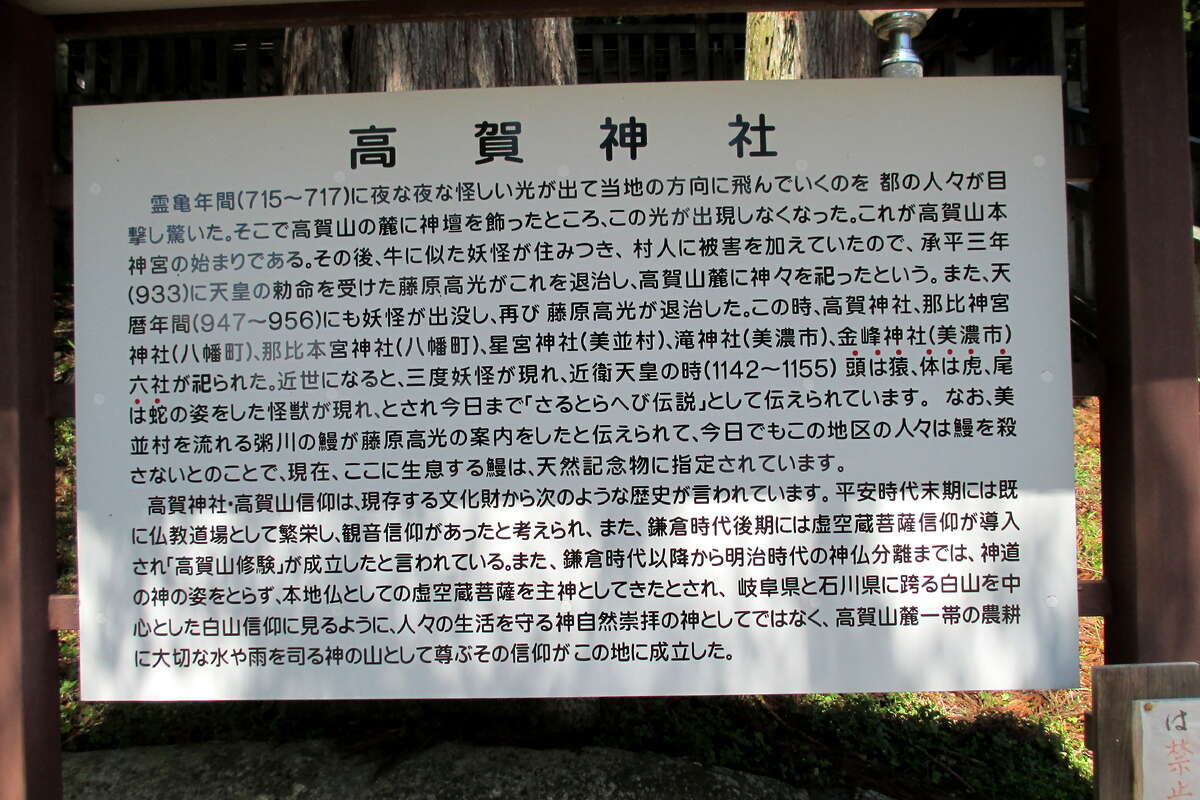 高賀神社
霊亀年間(715～717)に夜な夜な怪しい光が出て当地の方向に飛んでいくのを 都の人々が目
撃し驚いた。そこで高賀山の麓に神壇を飾ったところ、この光が出現しなくなった。これが高賀山本
神宮の始まりである。その後、牛に似た妖怪が住みつき、村人に被害を加えていたので、承平三年
(933)に天皇の勅命を受けた藤原高光がこれを退治し、高賀山麓に神々を祀ったという。また、天
暦年間(947～956)にも妖怪が出没し、再び 藤原高光が退治した。この時、高賀神社、那比神宮
神社(八幡町)、那比本宮神社(八幡町)、星宮神社(美並村)、滝神社(美濃市)、金峰神社(美濃市)
六社が祀られた。近世になると、三度妖怪が現れ、近衛天皇の時(1142～1155) 頭は猿、体は虎、尾
は蛇の姿をした怪獣が現れ、とされ今日まで「さるとらへび伝説」として伝えられています。 なお、美
並村を流れる粥川の鰻が藤原高光の案内をしたと伝えられて、今日でもこの地区の人々は鰻を殺
さないとのことで、現在、ここに生息する鰻は、天然記念物に指定されています。
高賀神社・高賀山信仰は、現存する文化財から次のような歴史が言われています。平安時代末期には既
に仏教道場として繁栄し、観音信仰があったと考えられ、また、鎌倉時代後期には虚空蔵菩薩信仰が導入
され「高賀山修験」が成立したと言われている。また、鎌倉時代以降から明治時代の神仏分離までは、神道
の神の姿をとらず、本地仏としての虚空蔵菩薩を主神としてきたとされ、岐阜県と石川県に跨る白山を中
心とした白山信仰に見るように、人々の生活を守る神自然崇拝の神としてではなく、高賀山麓一帯の農耕
に大切な水や雨を司る神の山として尊ぶその信仰がこの地に成立した。
は禁止